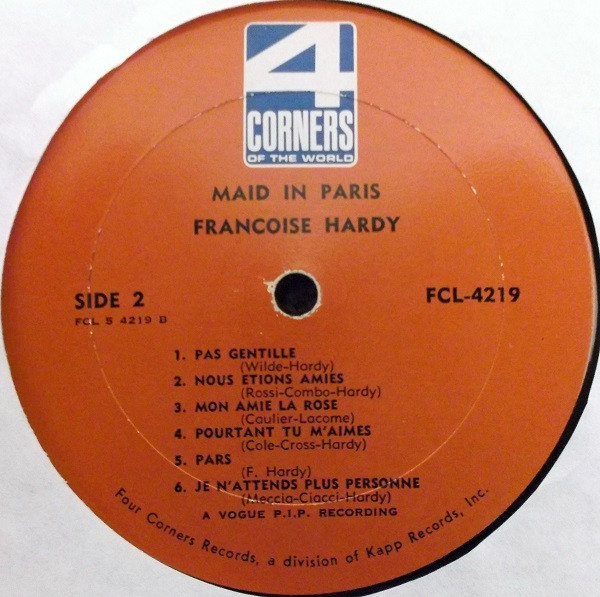 4
CORNERS
OF THE WORLD
MAID IN PARIS
FRANCOISE HARDY
SIDE 2
FCL-4219
FCL 5 4219 B
1. PAS GENTILLE
(Wilde-Hardy)
2. NOUS ETIONS AMIES
(Rossi-Combo-Hardy)
3. MON AMIE LA ROSE
(Caulier-Lacome)
4. POURTANT TU M'AIMES
(Cole-Cross-Hardy)
5. PARS
(F. Hardy)
6. JE N'ATTENDS PLUS PERSONNE
(Meccia-Ciacci-Hardy)
A VOGUE P.I.P. RECORDING
Four Corners Records, a division of Kapp Records, Inc.